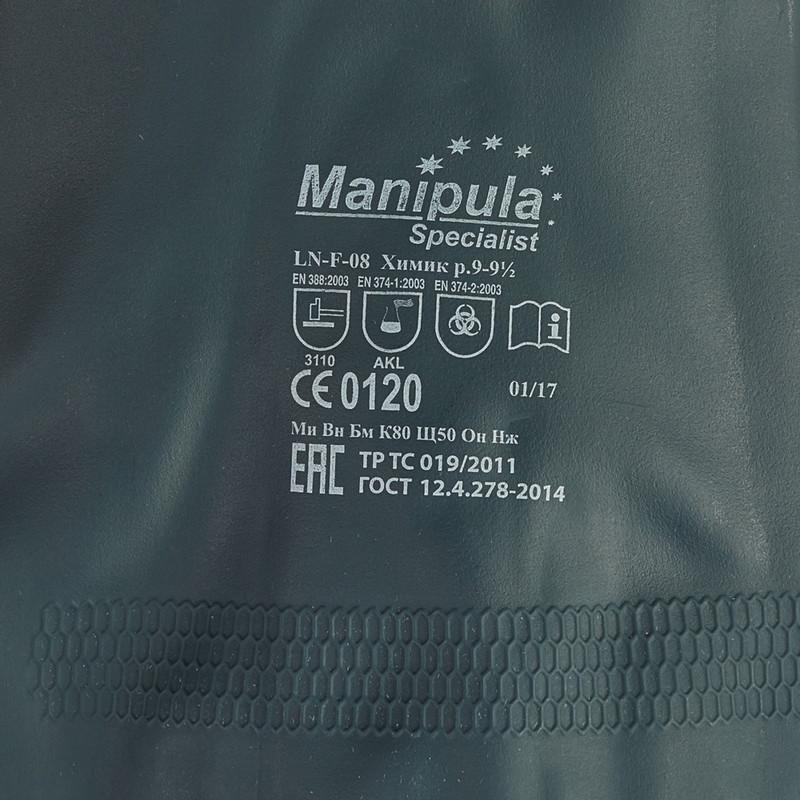 Manipula
Specialist
LN-F-08 Химик р.9-9½
EN 388:2003 EN 374-1:2003 EN 374-2:2003
i
3110 AKL
CE 0120 01/17
Ми Вн Бм К80 Щ50 Он Нж
EAC ТР ТС 019/2011
ГОСТ 12.4.278-2014